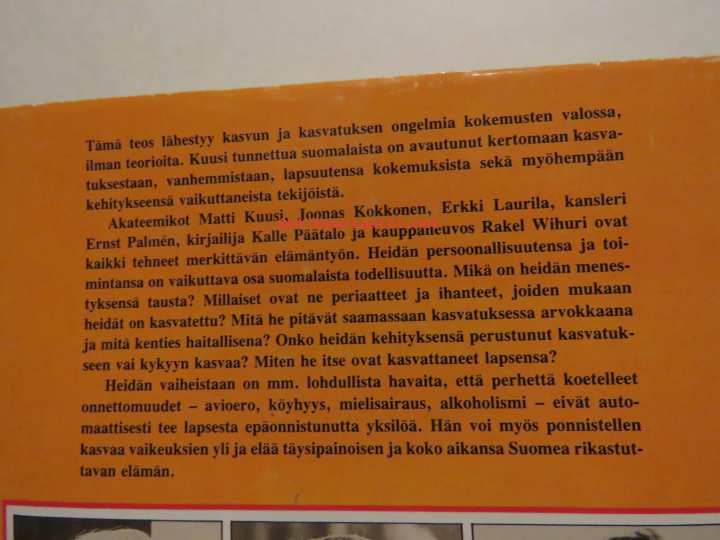 Tämä teos lähestyy kasvun ja kasvatuksen ongelmia kokemusten valossa,
ilman teorioita. Kuusi tunnettua suomalaista on avautunut kertomaan kasva-
tuksestaan, vanhemmistaan, lapsuutensa kokemuksista sekä myöhempään
kehitykseensä vaikuttaneista tekijöistä.
Akateemikot Matti Kuusi, Joonas Kokkonen, Erkki Laurila, kansleri
Ernst Palmén, kirjailija Kalle Päätalo ja kauppaneuvos Rakel Wihuri ovat
kaikki tehneet merkittävän elämäntyön. Heidän persoonallisuutensa ja toi-
mintansa on vaikuttava osa suomalaista todellisuutta. Mikä on heidän menes-
tyksensä tausta? Millaiset ovat ne periaatteet ja ihanteet, joiden mukaan
heidät on kasvatettu? Mitä he pitävät saamassaan kasvatuksessa arvokkaana
ja mitä kenties haitallisena? Onko heidän kehityksensä perustunut kasvatuk-
seen vai kykyyn kasvaa? Miten he itse ovat kasvattaneet lapsensa?
Heidän vaiheistaan on mm. lohdullista havaita, että perhettä koetelleet
onnettomuudet – avioero, köyhyys, mielisairaus, alkoholismi – eivät auto-
maattisesti tee lapsesta epäonnistunutta yksilöä. Hän voi myös ponnistellen
kasvaa vaikeuksien yli ja elää täysipainoisen ja koko aikansa Suomea rikastut-
tavan elämän.